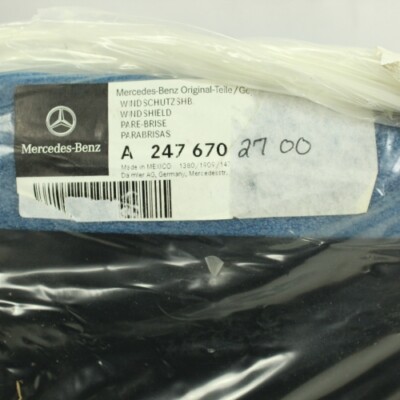 Mercedes-Benz Original-Teile/Ge
WINDSCHUTZSHB
WINDSHIELD
PARE-BRISE
PARABRISAS
Mercedes-Benz
A 247 670 27 00
Made in MEXICO
Daimler AG, Germany,